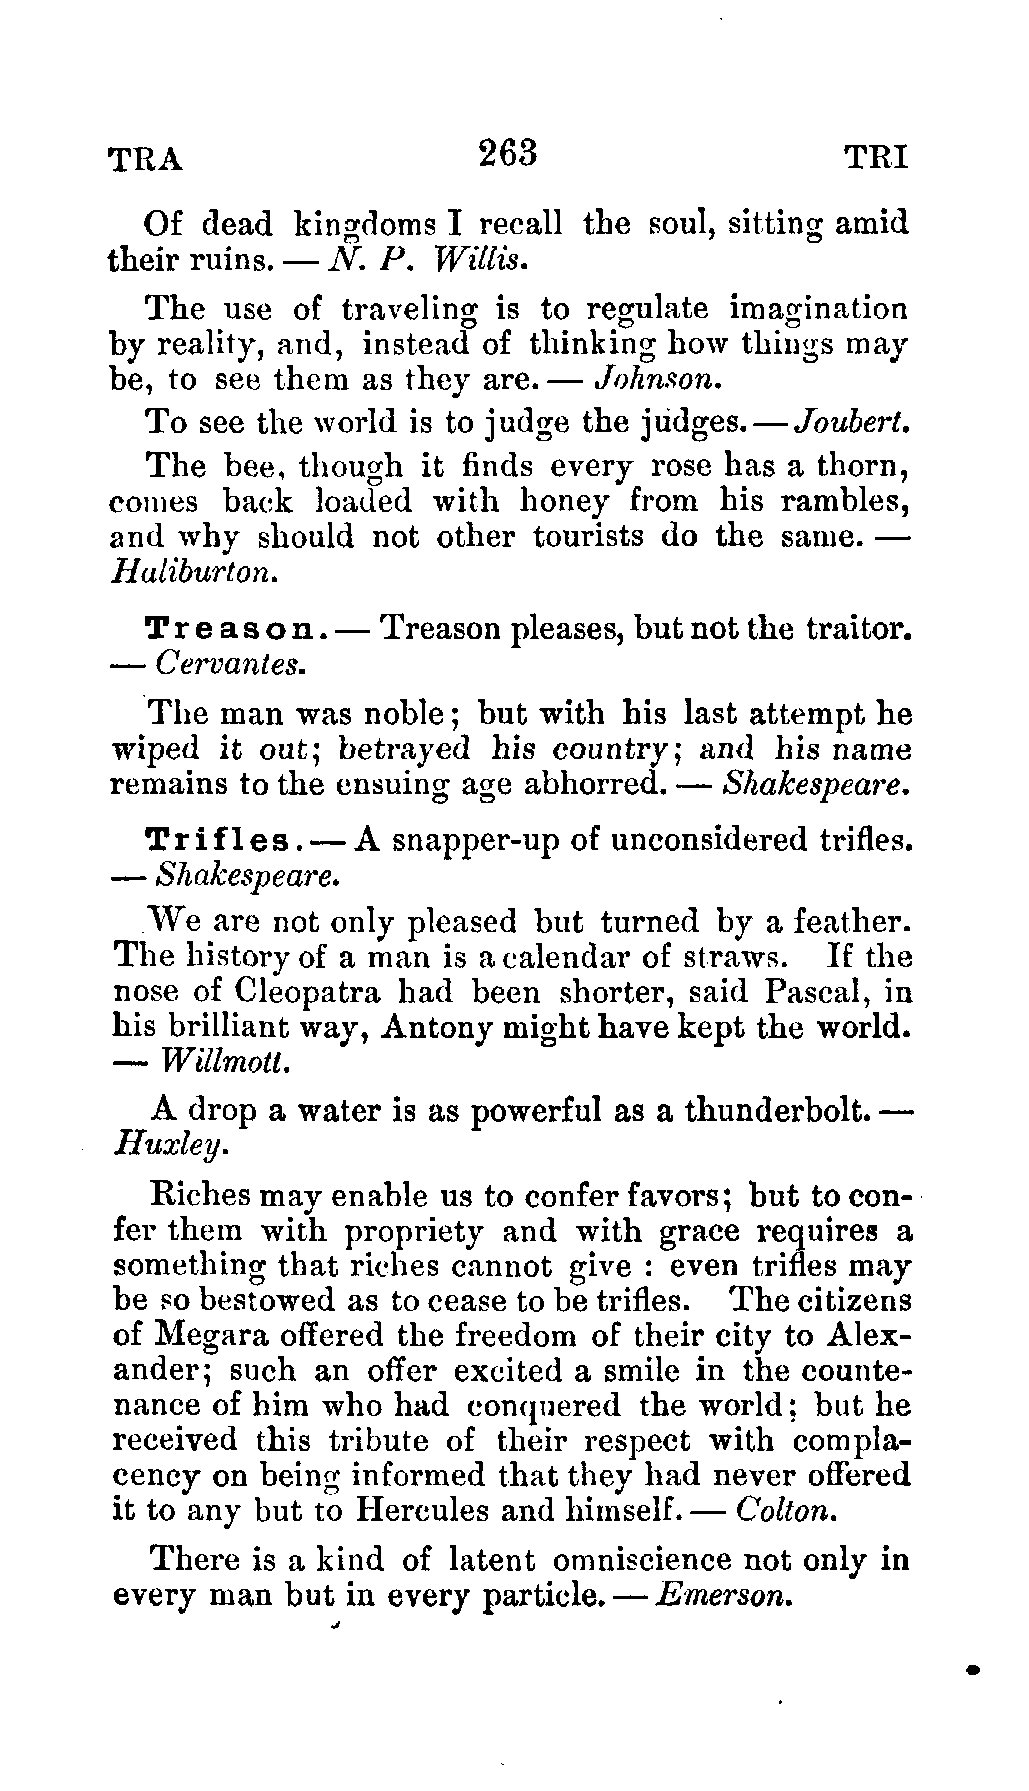 TRA 263 TRI
Of dead kingdoms I recall the soul, sitting amid
their ruins. — N. P. Willis.
The use of traveling is to regulate imagination
by reality, and, instead of thinking how things may
be, to see them as they are. — Johnson.
To see the world is to judge the judges. — Joubert.
The bee, though it finds every rose has a thorn,
comes back loaded with honey from his rambles,
and why should not other tourists do the same. —
Haliburton.
Treason. — Treason pleases, but not the traitor.
— Cervantes.
The man was noble; but with his last attempt he
wiped it out; betrayed his country; and his name
remains to the ensuing age abhorred. — Shakespeare.
Trifles. — A snapper-up of unconsidered trifles.
— Shakespeare.
We are not only pleased but turned by a feather.
The history of a man is a calendar of straws. If the
nose of Cleopatra had been shorter, said Pascal, in
his brilliant way, Antony might have kept the world.
— Willmott.
A drop a water is as powerful as a thunderbolt. —
Huxley.
Riches may enable us to confer favors; but to con-
fer them with propriety and with grace requires a
something that riches cannot give : even trifles may
be so bestowed as to cease to be trifles. The citizens
of Megara offered the freedom of their city to Alex-
ander; such an offer excited a smile in the counte-
nance of him who had conquered the world; but he
received this tribute of their respect with compla-
cency on being informed that they had never offered
it to any but to Hercules and himself. — Colton.
There is a kind of latent omniscience not only in
every man but in every particle. — Emerson.